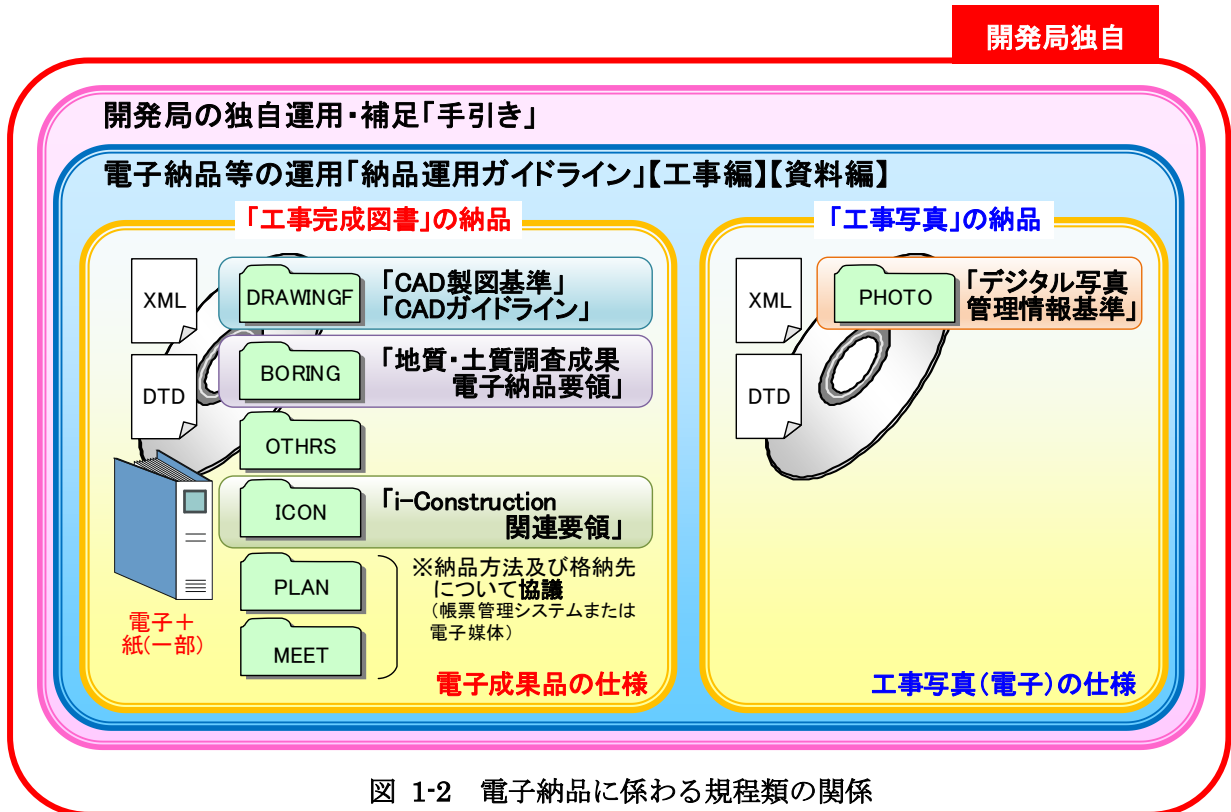 開発局独自
開発局の独自運用・補足「手引き」
電子納品等の運用「納品運用ガイドライン」【工事編】【資料編】
「工事完成図書」の納品
XML
DTD
DRAWINGF
「CAD製図基準」
「CADガイドライン」
BORING
「地質・土質調査成果
電子納品要領」
OTHRS
ICON
「i-Construction
関連要領」
PLAN
MEET
※納品方法及び格納先
について協議
(帳票管理システムまたは
電子媒体)
電子＋
紙(一部)
電子成果品の仕様
「工事写真」の納品
XML
DTD
PHOTO
「デジタル写真
管理情報基準」
工事写真(電子)の仕様
図 1-2 電子納品に係わる規程類の関係